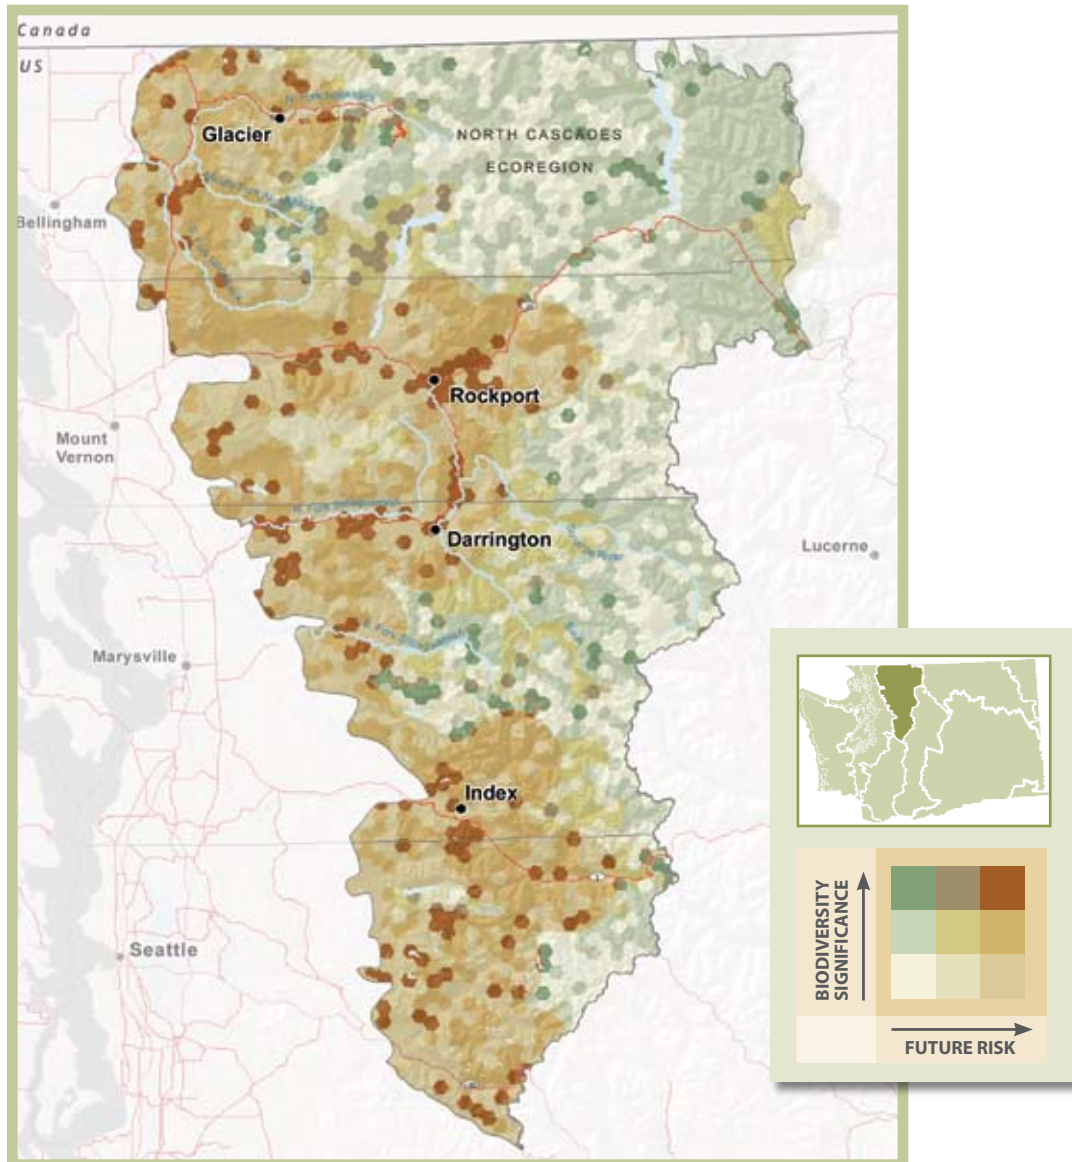 Canada
US
Glacier
NORTH CASCADES
ECOREGION
Bellingham
Rockport
Mount
Vernon
Darrington
Lucerne
Marysville
Index
Seattle
BIODIVERSITY
SIGNIFICANCE
FUTURE RISK